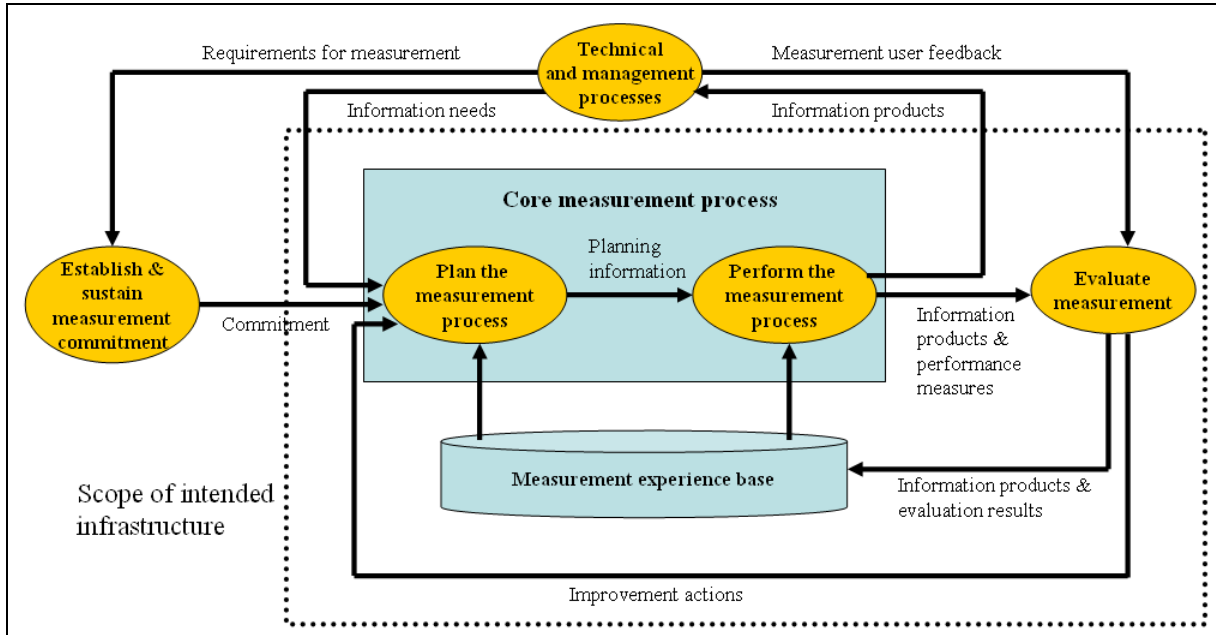 Requirements for measurement
Technical
and management
processes
Measurement user feedback
Information needs
Information products
Core measurement process
Establish &
sustain
measurement
commitment
Commitment
Plan the
measurement
process
Planning
information
Perform the
measurement
process
Evaluate
measurement
Information
products &
performance
measures
Measurement experience base
Information products &
evaluation results
Scope of intended
infrastructure
Improvement actions